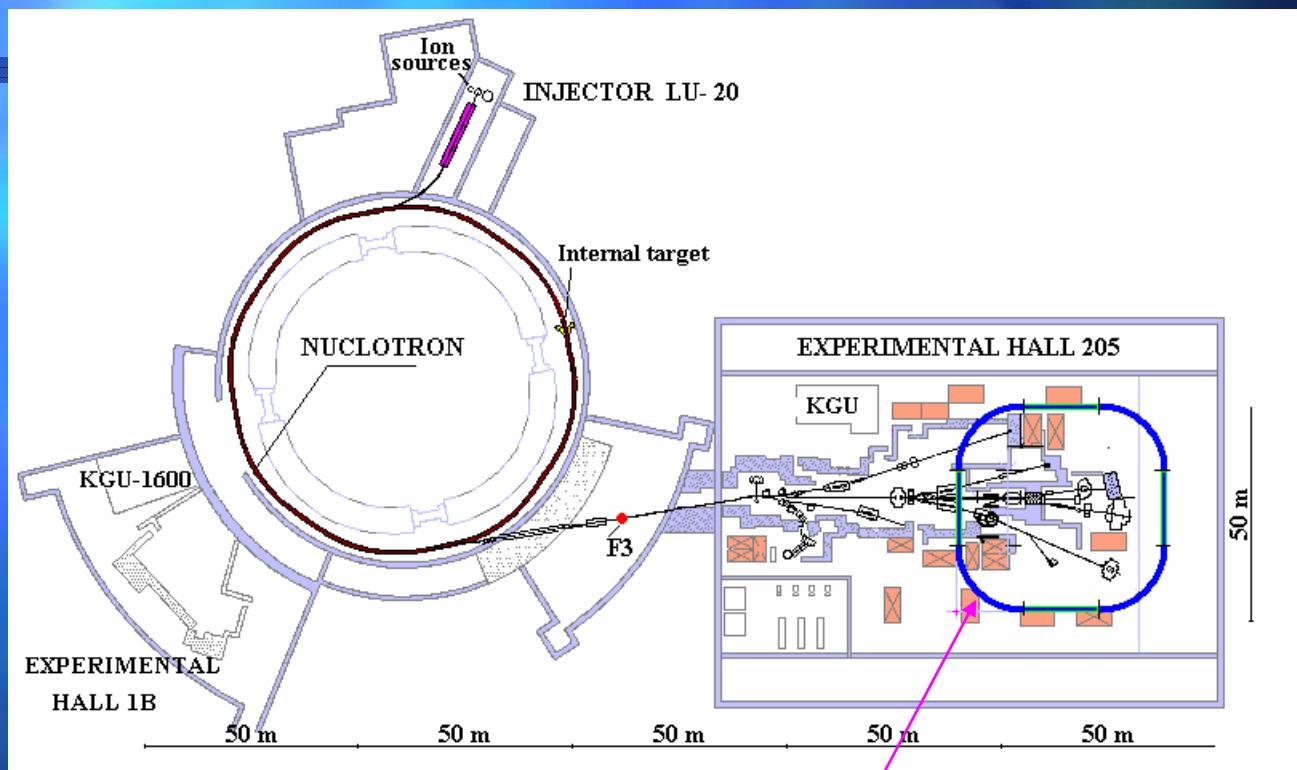 Ion
sources
INJECTOR LU- 20
Internal target
NUCLOTRON
EXPERIMENTAL HALL 205
KGU
KGU-1600
F3
50 m
EXPERIMENTAL
HALL 1B
50 m
50 m
50 m
50 m
50 m